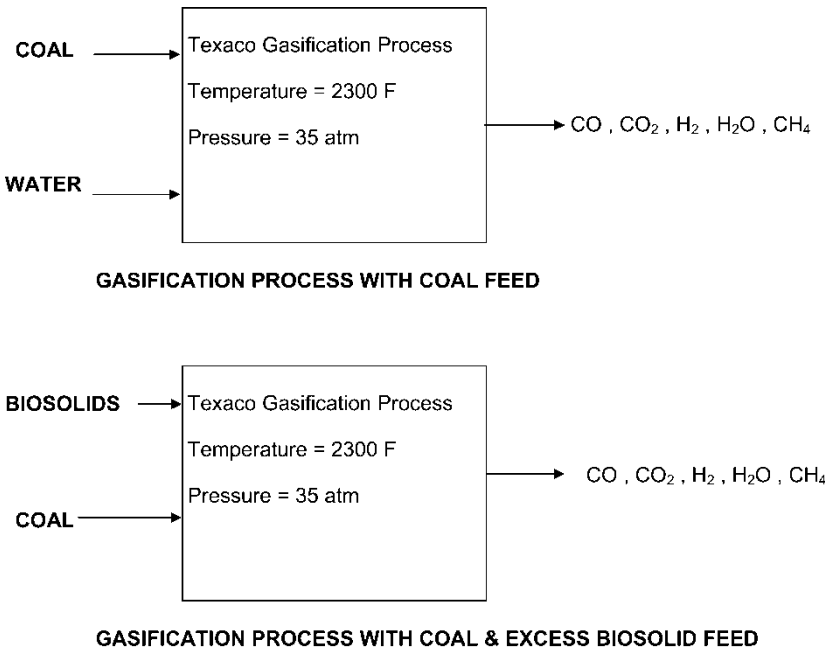 COAL
Texaco Gasification Process
Temperature = 2300 F
Pressure = 35 atm
CO , CO₂ , H₂ , H₂O , CH₄
WATER
GASIFICATION PROCESS WITH COAL FEED
BIOSOLIDS
Texaco Gasification Process
Temperature = 2300 F
Pressure = 35 atm
CO , CO₂ , H₂ , H₂O , CH₄
COAL
GASIFICATION PROCESS WITH COAL & EXCESS BIOSOLID FEED